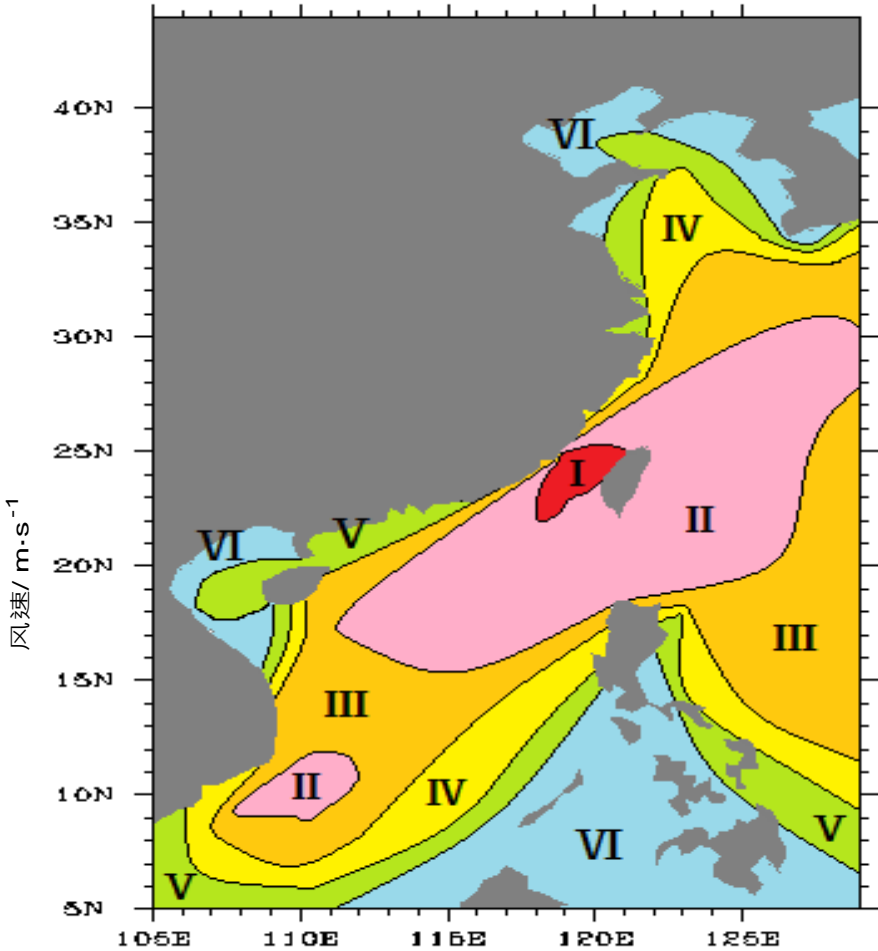 40N
35N
30N
25N
20N
15N
10N
5N
105E 110E 115E 120E 125E
风速/m·s⁻¹
VI
IV
I
II
V
VI
III
III
II
IV
V
VI
V